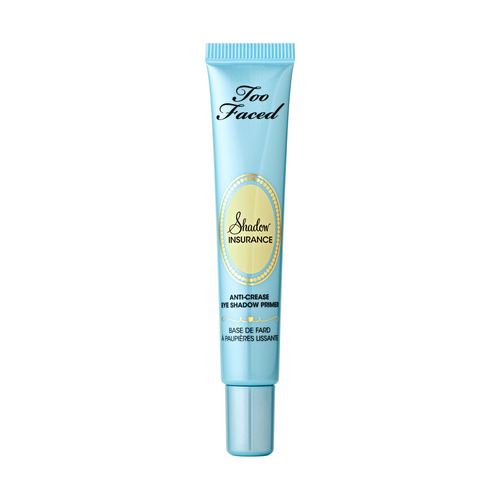 Too
Faced
Shadow
INSURANCE
ANTI-CREASE
EYE SHADOW PRIMER
BASE DE FARD
À PAUPIÈRES LISSANTE